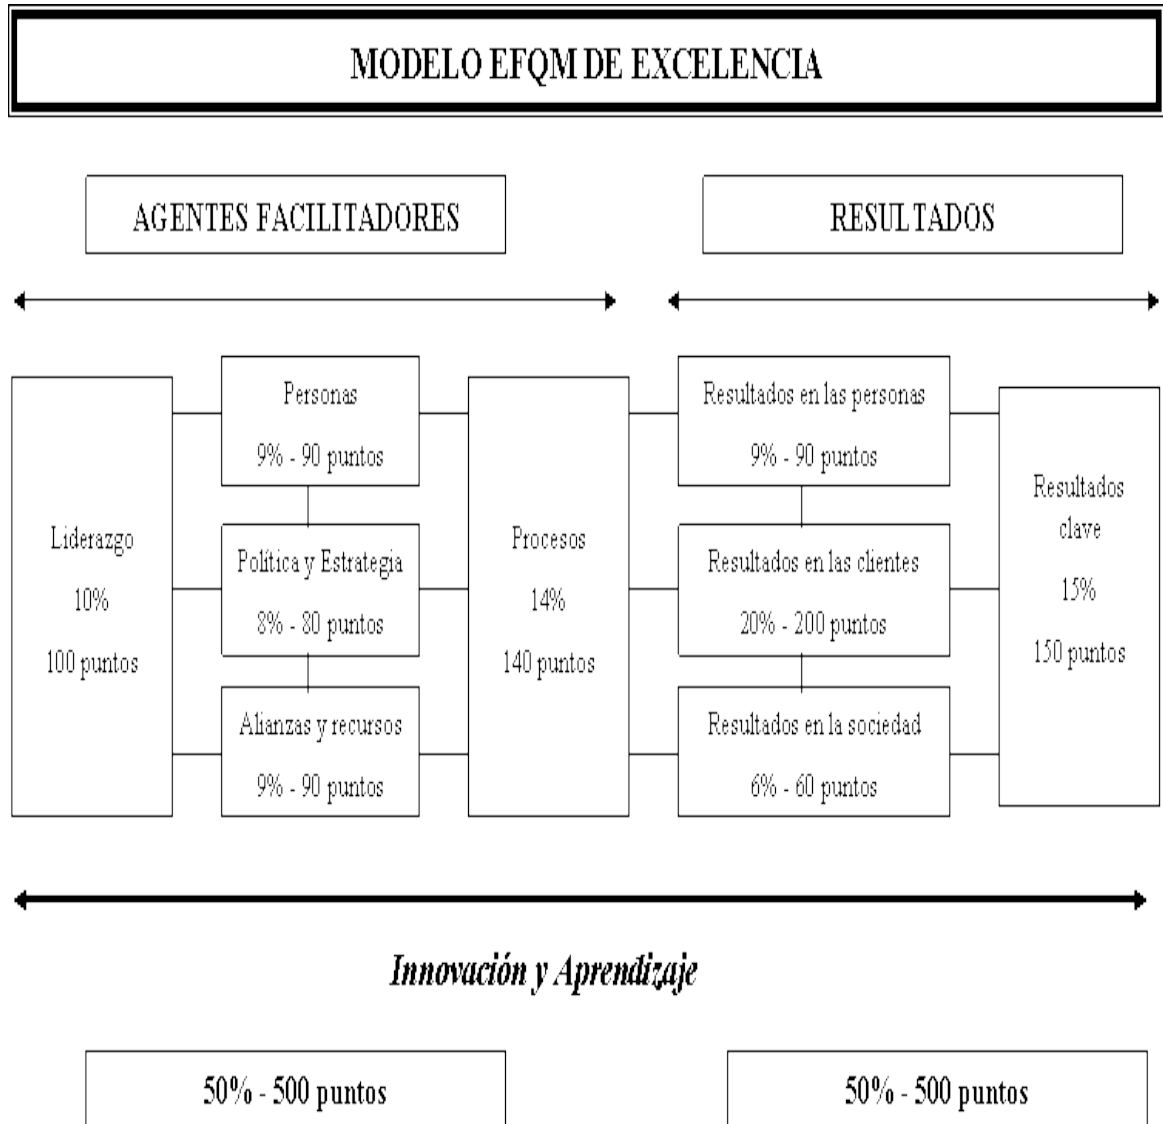 MODELO EFQM DE EXCELENCIA
AGENTES FACILITADORES
RESULTADOS
Liderazgo
10%
100 puntos
Personas
9% - 90 puntos
Política y Estrategia
8% - 80 puntos
Alianzas y recursos
9% - 90 puntos
Procesos
14%
140 puntos
Resultados en las personas
9% - 90 puntos
Resultados en las clientes
20% - 200 puntos
Resultados en la sociedad
6% - 60 puntos
Resultados
clave
15%
150 puntos
Innovación y Aprendizaje
50% - 500 puntos
50% - 500 puntos